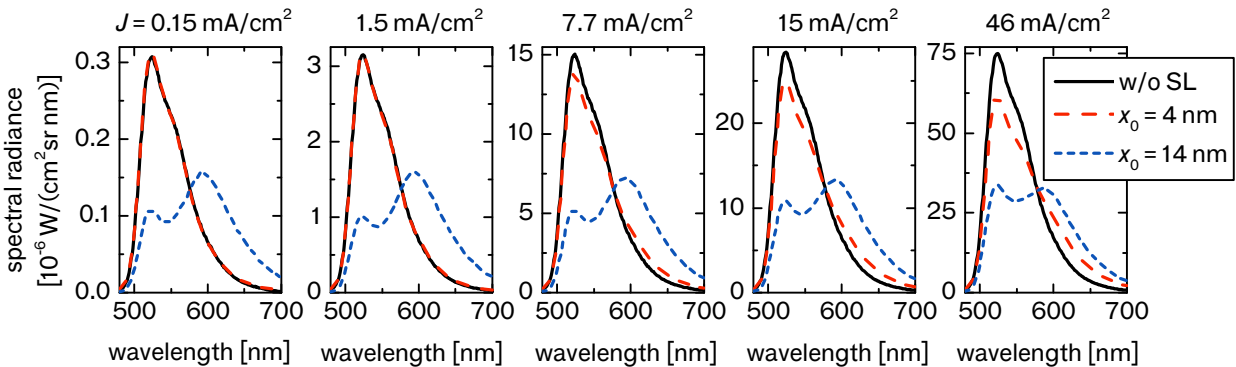 J = 0.15 mA/cm² 1.5 mA/cm² 7.7 mA/cm² 15 mA/cm² 46 mA/cm²
spectral radiance
[10⁻⁶ W/(cm² sr nm)]
0.3
0.2
0.1
0.0
3
2
1
0
15
10
5
0
20
10
0
75
50
25
0
w/o SL
x₀ = 4 nm
x₀ = 14 nm
500 600 700 500 600 700 500 600 700 500 600 700 500 600 700
wavelength [nm] wavelength [nm] wavelength [nm] wavelength [nm] wavelength [nm]